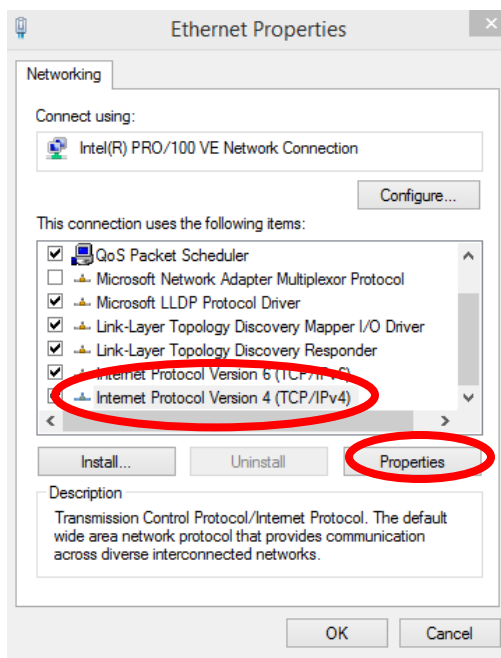 Ethernet Properties
Networking
Connect using:
Intel(R) PRO/100 VE Network Connection
Configure...
This connection uses the following items:
QoS Packet Scheduler
Microsoft Network Adapter Multiplexor Protocol
Microsoft LLDP Protocol Driver
Link-Layer Topology Discovery Mapper I/O Driver
Link-Layer Topology Discovery Responder
Internet Protocol Version 6 (TCP/IPv6)
Internet Protocol Version 4 (TCP/IPv4)
Install...
Uninstall
Properties
Description
Transmission Control Protocol/Internet Protocol. The default
wide area network protocol that provides communication
across diverse interconnected networks.
OK
Cancel